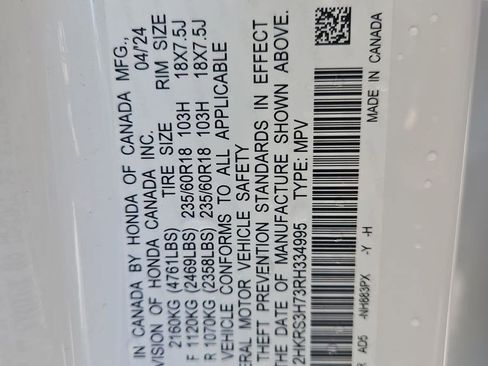 IN CANADA BY HONDA OF CANADA MFG.,
VISION OF HONDA CANADA INC. 04/'24
TIRE SIZE RIM SIZE
2160KG (4761LBS)
F 1120KG (2469LBS) 235/60R18 103H 18X7.5J
R 1070KG (2358LBS) 235/60R18 103H 18X7.5J
VEHICLE CONFORMS TO ALL APPLICABLE
ERAL MOTOR VEHICLE SAFETY
THEFT PREVENTION STANDARDS IN EFFECT
THE DATE OF MANUFACTURE SHOWN ABOVE.
2HKRS3H73RH334995 TYPE: MPV
R AD5 -NH883PX -Y -H
MADE IN CANADA